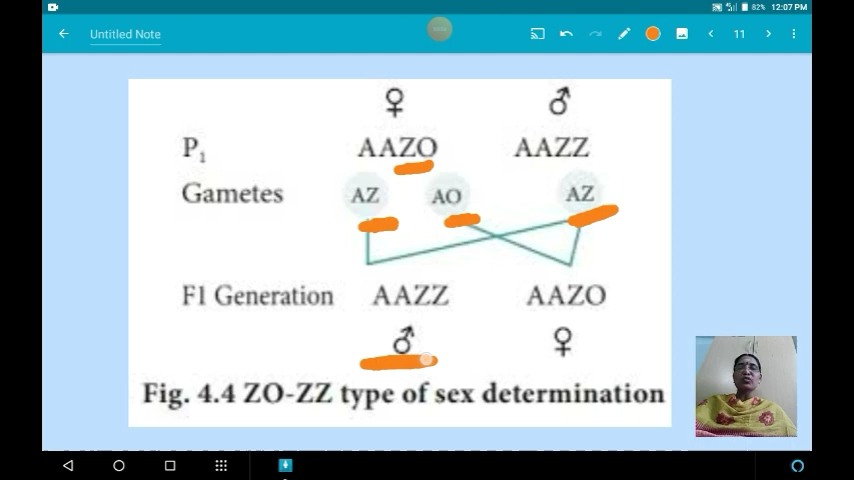 82% 12:07 PM
Untitled Note
11
♀ ♂
P₁ AAZO AAZZ
Gametes AZ AO AZ
F1 Generation AAZZ AAZO
♂ ♀
Fig. 4.4 ZO-ZZ type of sex determination